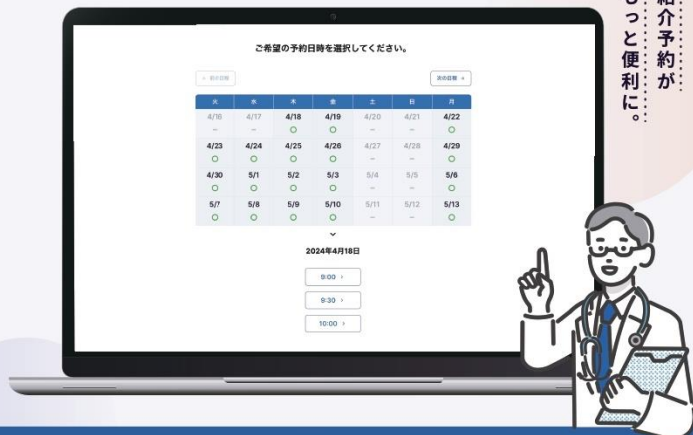 紹介予約が
もっと便利に。
ご希望の予約日時を選択してください。
‹ 前の日程 次の日程 ›
火 水 木 金 土 日 月
4/16 4/17 4/18 4/19 4/20 4/21 4/22
– – ○ ○ – – ○
4/23 4/24 4/25 4/26 4/27 4/28 4/29
○ ○ ○ ○ – – ○
4/30 5/1 5/2 5/3 5/4 5/5 5/6
○ ○ ○ ○ – – ○
5/7 5/8 5/9 5/10 5/11 5/12 5/13
○ ○ ○ ○ – – ○
2024年4月18日
9:00 ›
9:30 ›
10:00 ›